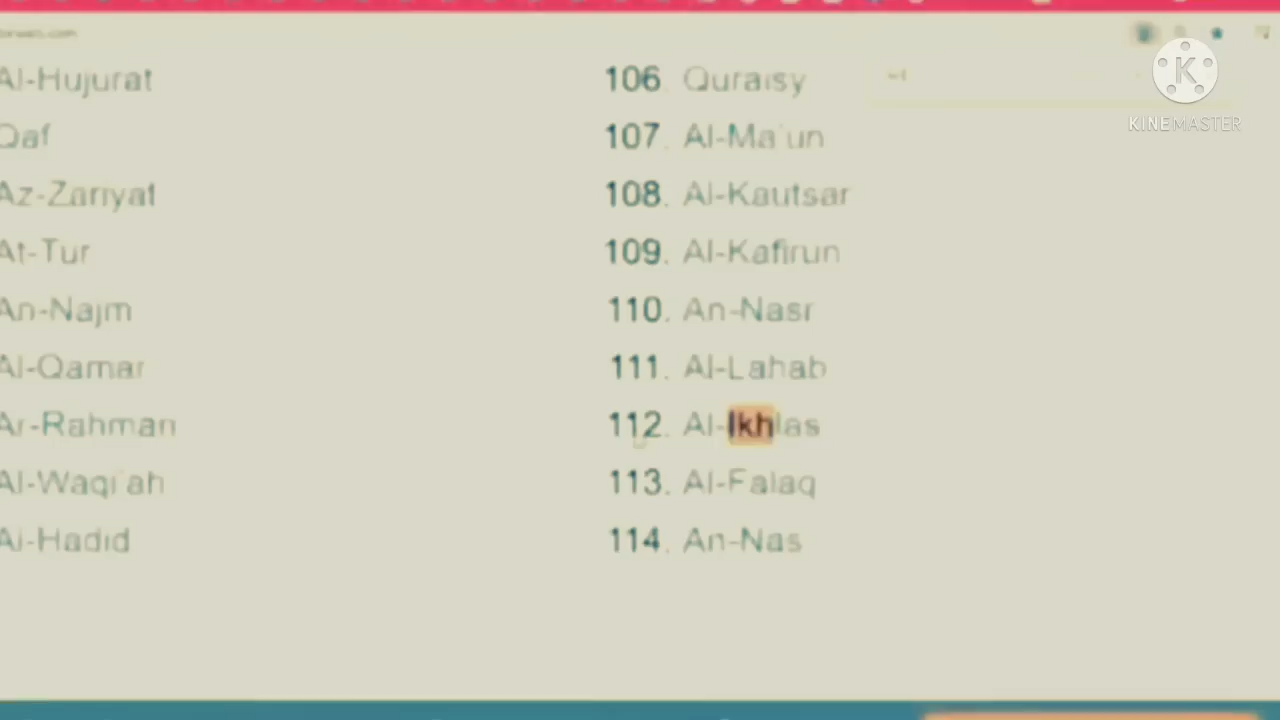 Al-Hujurat
Qaf
Az-Zariyat
At-Tur
An-Najm
Al-Qamar
Ar-Rahman
Al-Waqi'ah
Al-Hadid
106. Quraisy
107. Al-Ma'un
108. Al-Kautsar
109. Al-Kafirun
110. An-Nasr
111. Al-Lahab
112. Al-Ikhlas
113. Al-Falaq
114. An-Nas
K
KINEMASTER